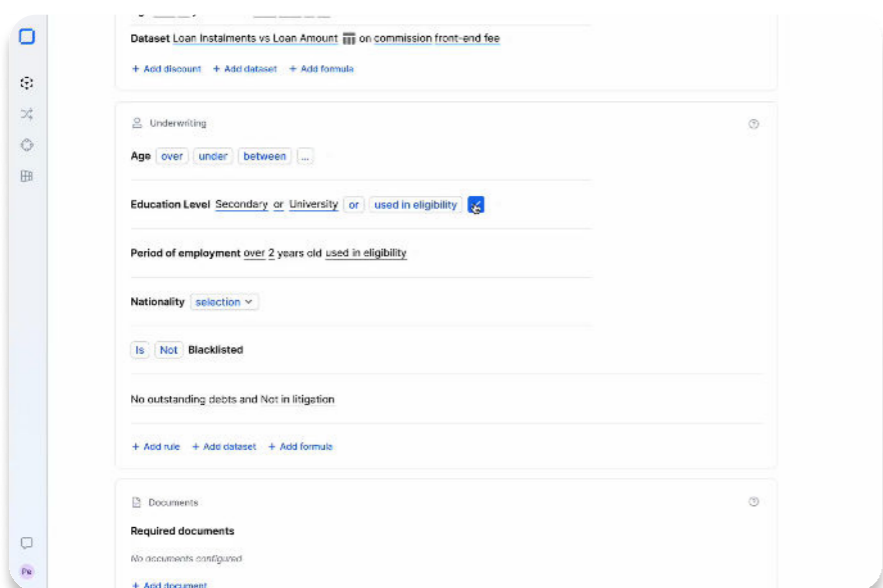 Dataset Loan Instalments vs Loan Amount on commission front-end fee
+ Add discount + Add dataset + Add formula
Underwriting
Age over under between ...
Education Level Secondary or University or used in eligibility
Period of employment over 2 years old used in eligibility
Nationality selection
Is Not Blacklisted
No outstanding debts and Not in litigation
+ Add rule + Add dataset + Add formula
Documents
Required documents
No documents configured
+ Add document
Pe